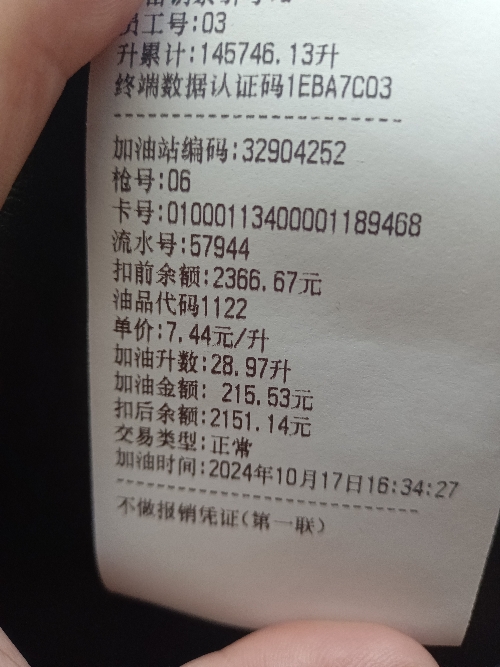 员工号:03
升累计:145746.13升
终端数据认证码1EBA7C03
加油站编码:32904252
枪号:06
卡号:01000113400001189468
流水号:57944
扣前余额:2366.67元
油品代码1122
单价:7.44元/升
加油升数:28.97升
加油金额: 215.53元
扣后余额:2151.14元
交易类型:正常
加油时间:2024年10月17日16:34:27
不做报销凭证(第一联)